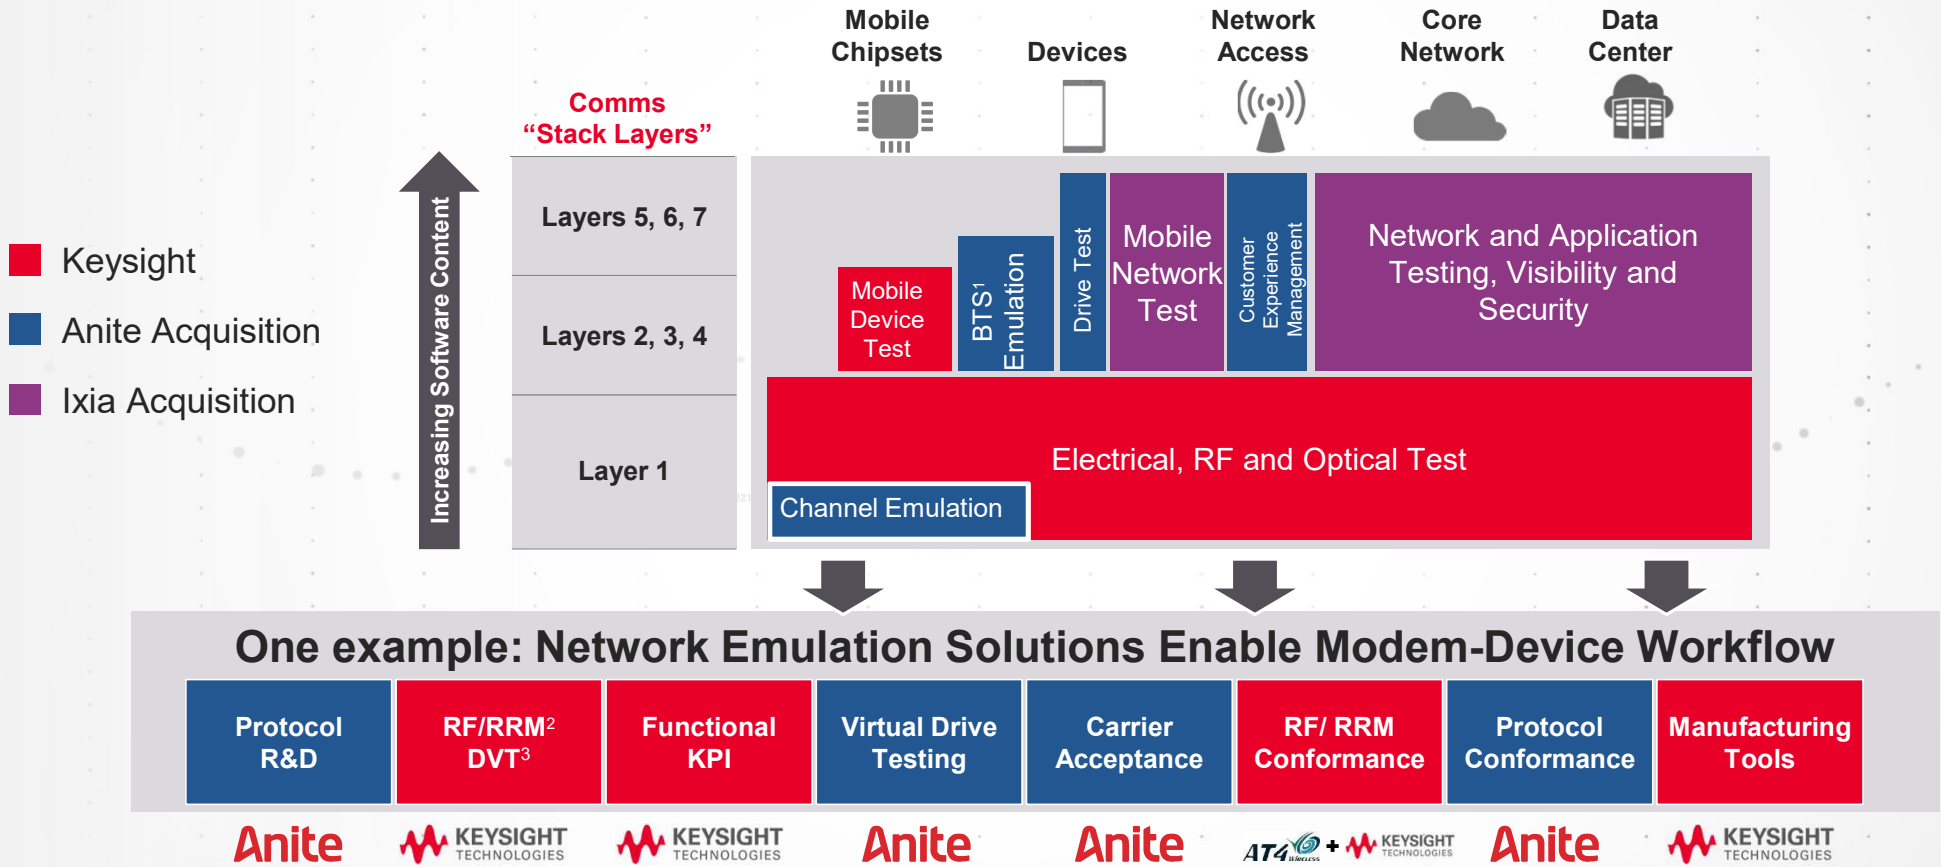 Mobile
Chipsets
Devices
Network
Access
Core
Network
Data
Center
Comms
“Stack Layers”
Increasing Software Content
Layers 5, 6, 7
Layers 2, 3, 4
Layer 1
Keysight
Anite Acquisition
Ixia Acquisition
Mobile
Device
Test
BTS¹
Emulation
Drive Test
Mobile
Network
Test
Customer
Experience
Management
Network and Application
Testing, Visibility and
Security
Electrical, RF and Optical Test
Channel Emulation
One example: Network Emulation Solutions Enable Modem-Device Workflow
Protocol
R&D
RF/RRM²
DVT³
Functional
KPI
Virtual Drive
Testing
Carrier
Acceptance
RF/ RRM
Conformance
Protocol
Conformance
Manufacturing
Tools
Anite
KEYSIGHT
TECHNOLOGIES
KEYSIGHT
TECHNOLOGIES
Anite
Anite
AT4 WIRELESS + KEYSIGHT
TECHNOLOGIES
Anite
KEYSIGHT
TECHNOLOGIES